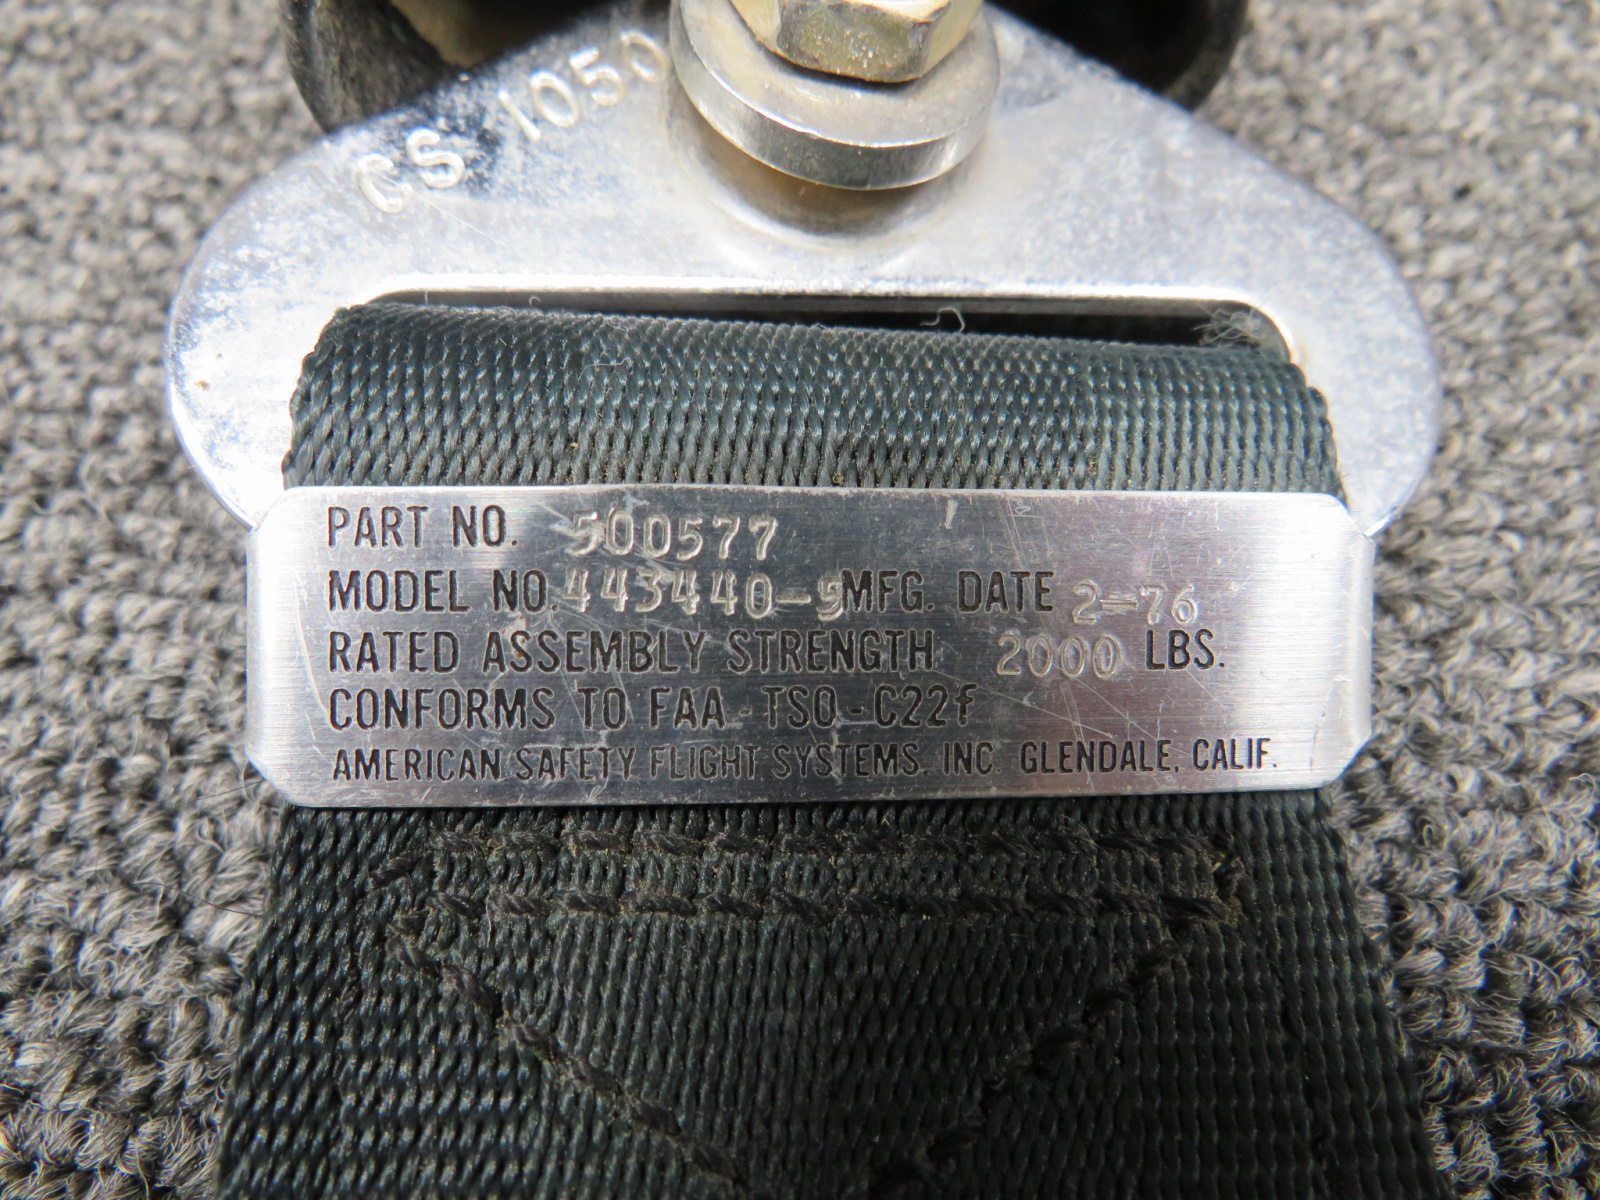 CS 1050
PART NO. 500577
MODEL NO. 443440-9 MFG. DATE 2-76
RATED ASSEMBLY STRENGTH 2000 LBS.
CONFORMS TO FAA TSO-C22f
AMERICAN SAFETY FLIGHT SYSTEMS, INC. GLENDALE, CALIF.